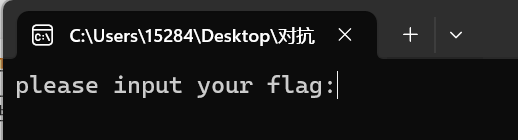 C:\Users\15284\Desktop\对抗
please input your flag: